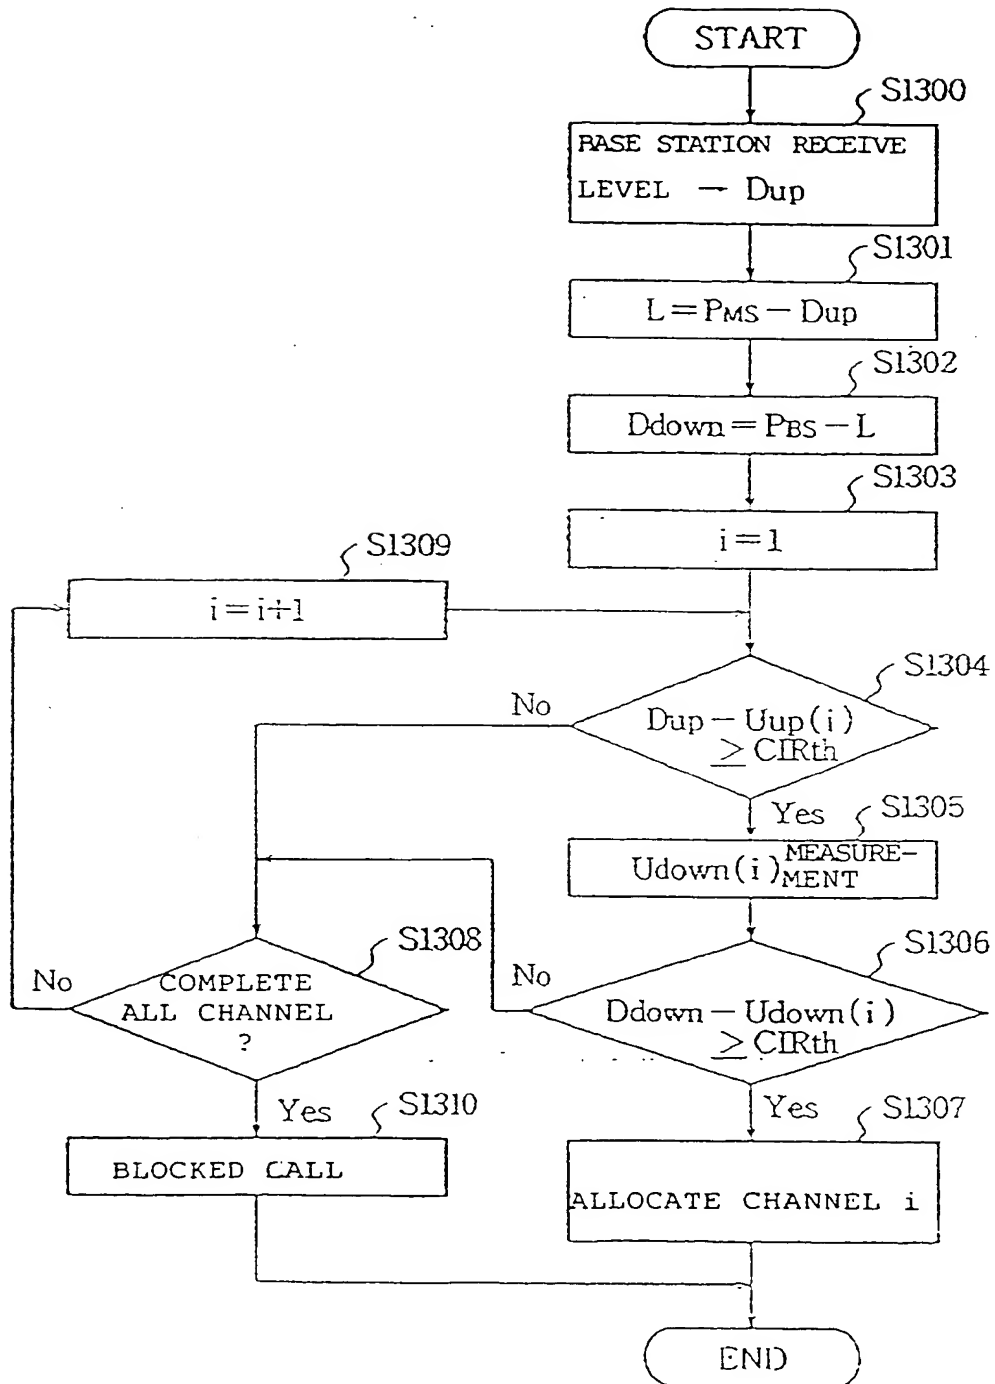 START
S1300
BASE STATION RECEIVE
LEVEL — Dup
S1301
L=PMS－Dup
S1302
Ddown=PBS－L
S1303
i=1
S1309
i=i+1
S1304
No
Dup－Uup(i)
≥CIRth
Yes
S1305
Udown(i) MEASURE-
MENT
S1308
S1306
No
COMPLETE
ALL CHANNEL
?
No
Ddown－Udown(i)
≥CIRth
Yes
S1310
Yes
S1307
BLOCKED CALL
ALLOCATE CHANNEL i
END